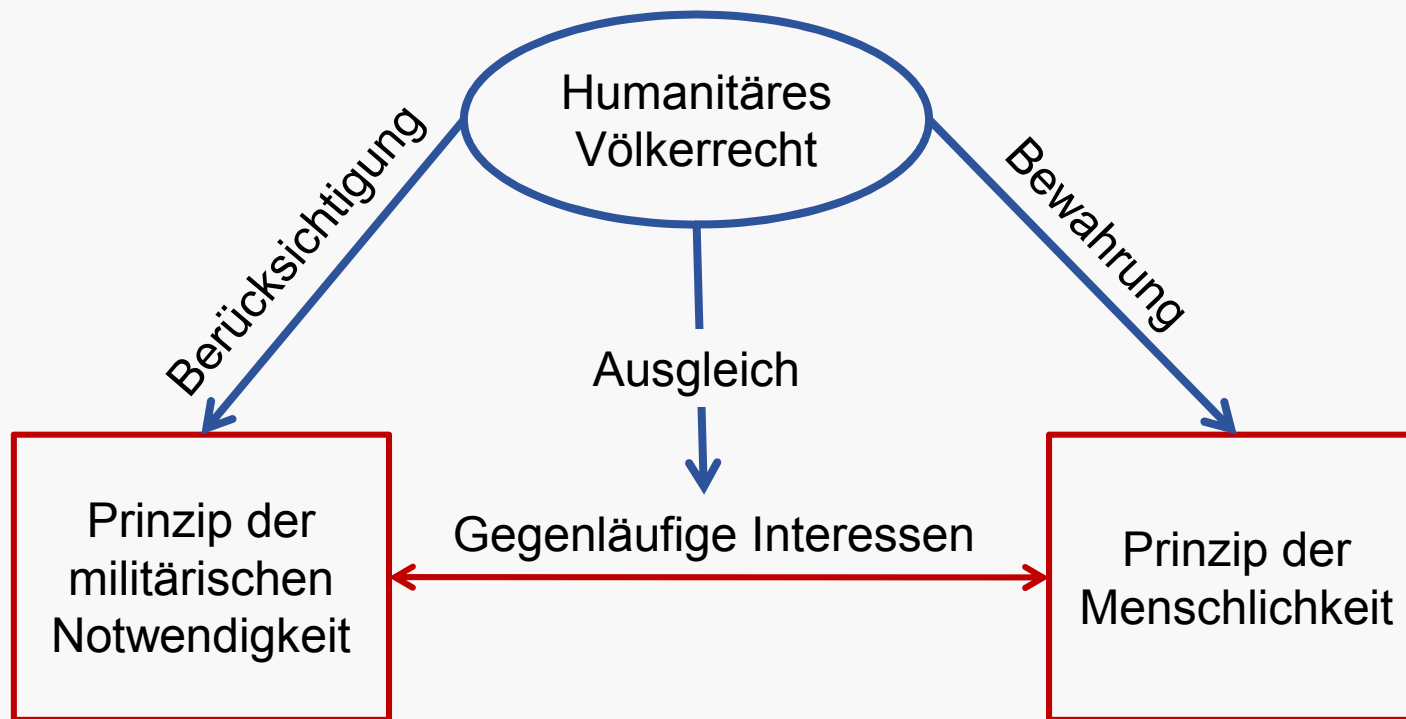 Humanitäres
Völkerrecht
Berücksichtigung
Bewahrung
Ausgleich
Gegenläufige Interessen
Prinzip der
militärischen
Notwendigkeit
Prinzip der
Menschlichkeit